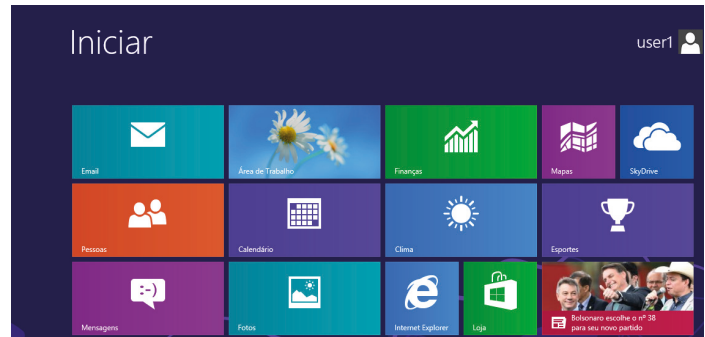 Iniciar
user1
Email
Área de Trabalho
Finanças
Mapas
SkyDrive
Pessoas
Calendário
Clima
Esportes
Mensagens
:-)
Fotos
Internet Explorer
Loja
Bolsonaro escolhe o nº 38
para seu novo partido